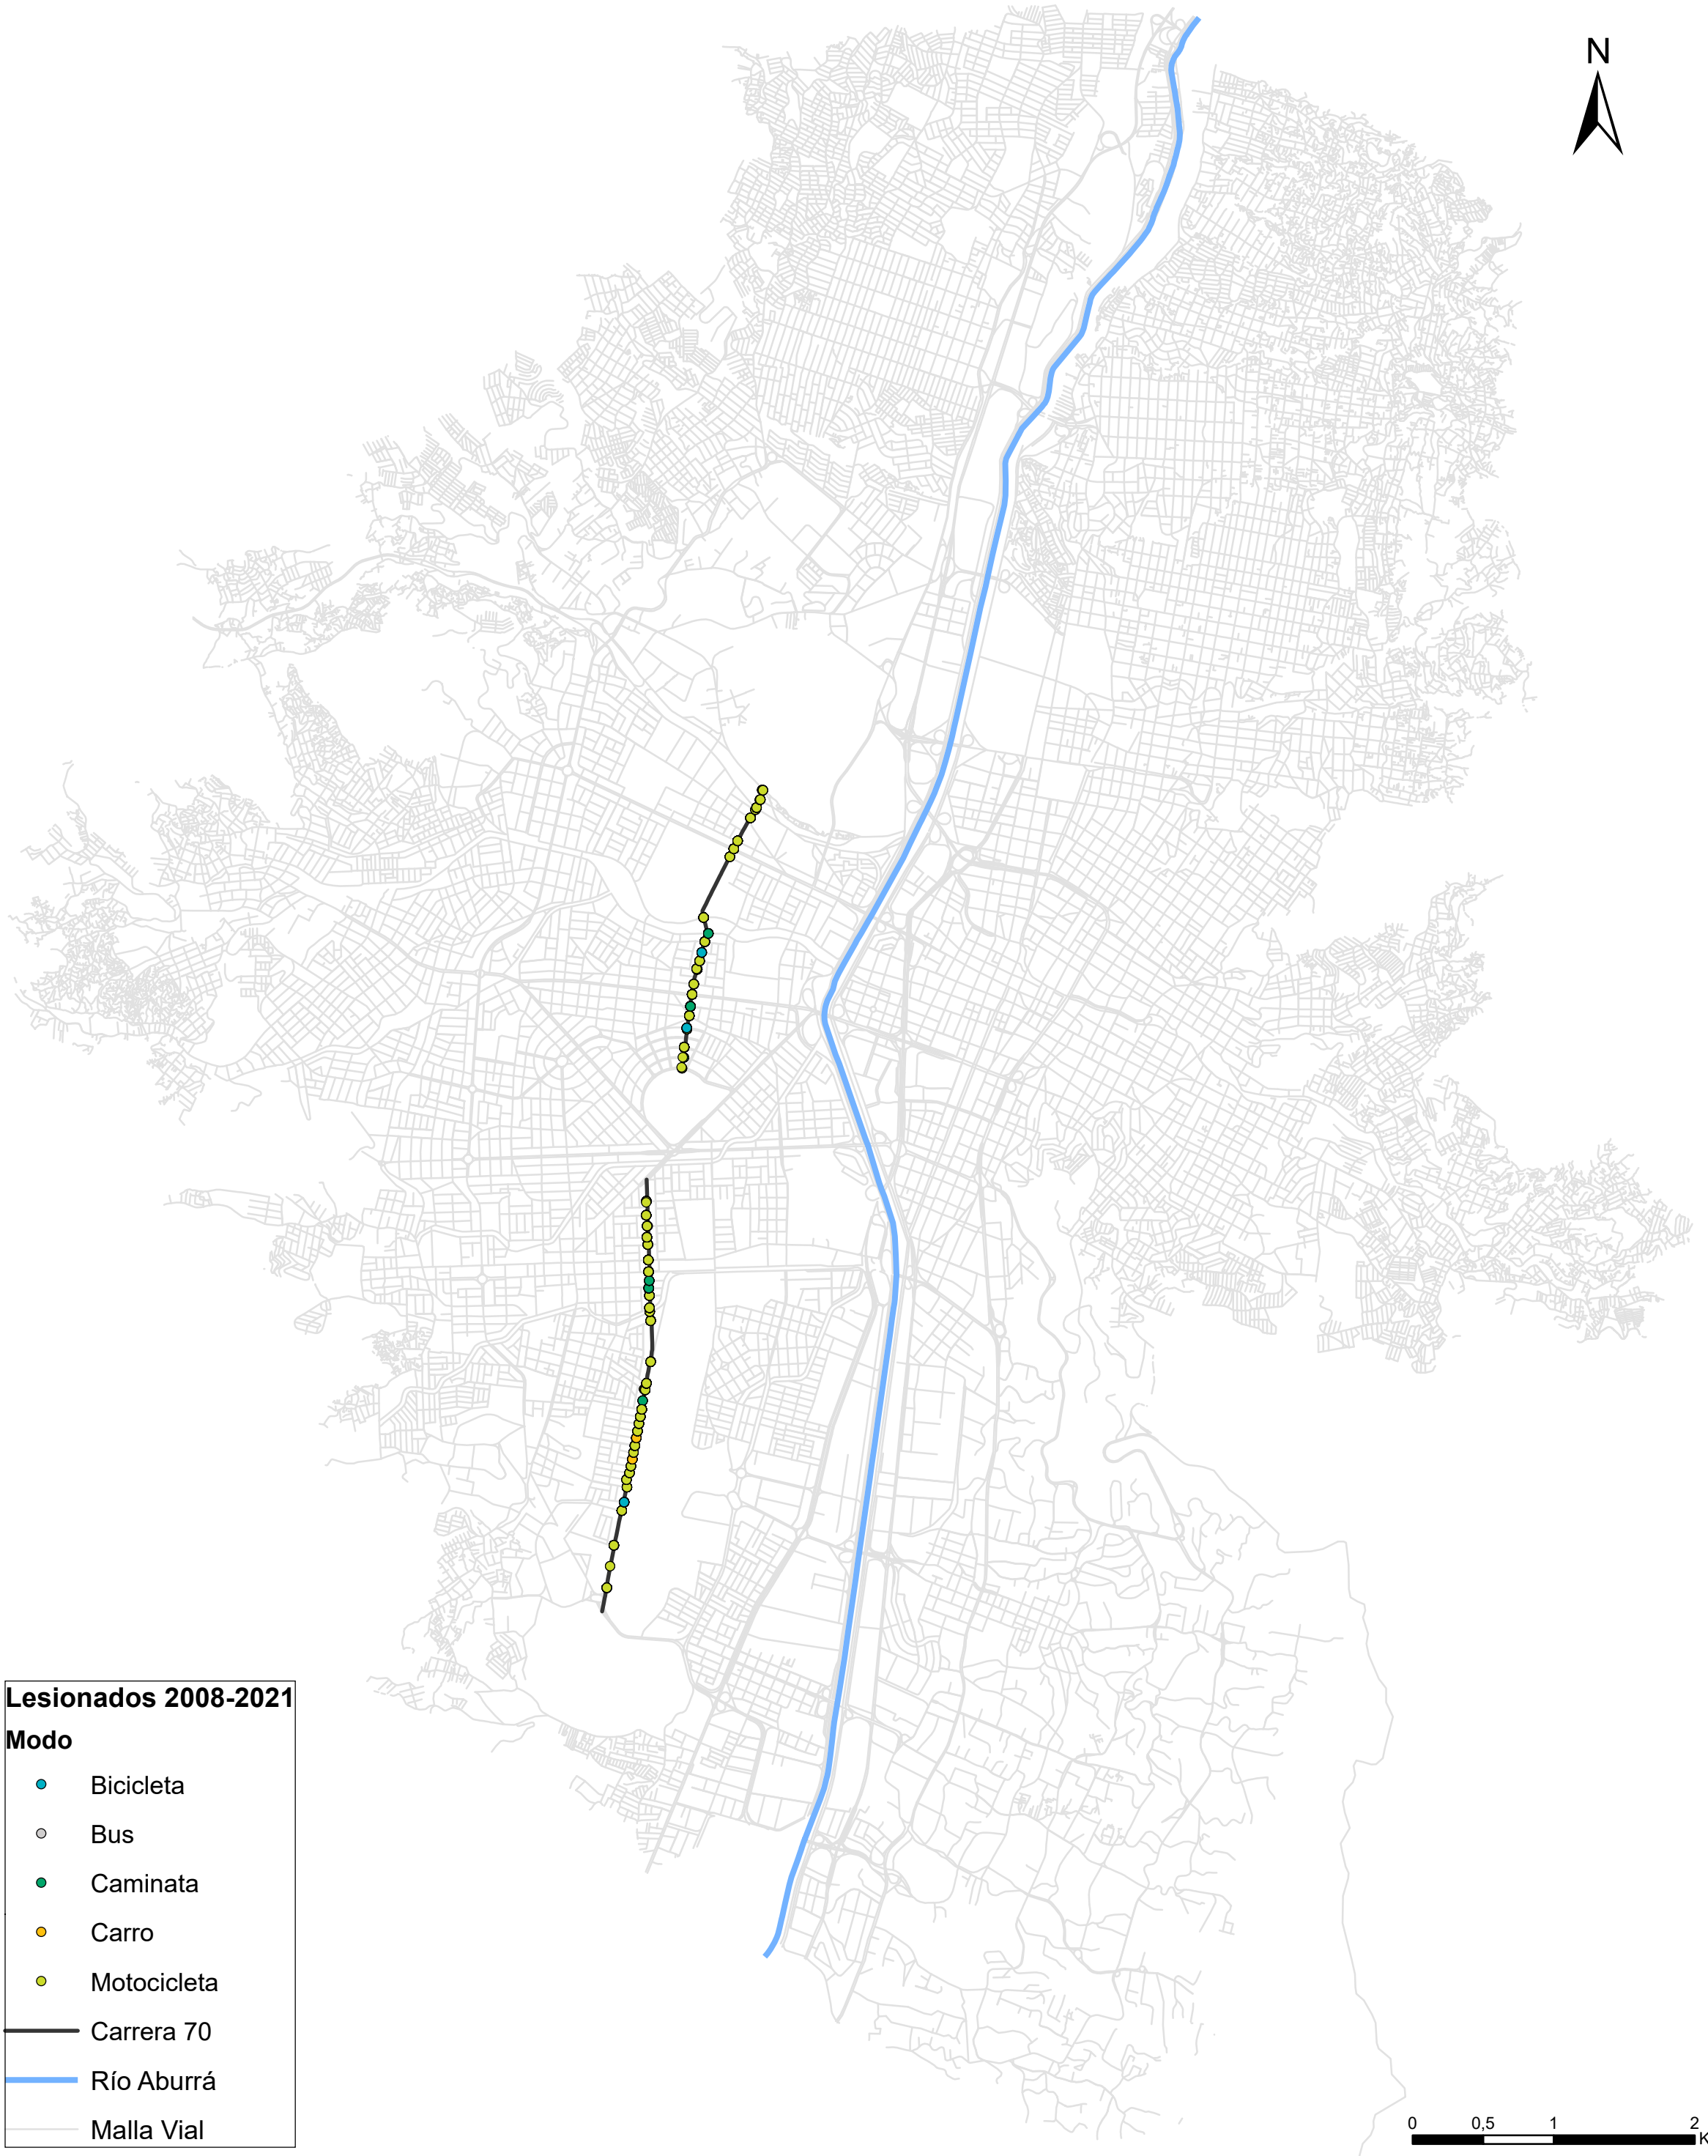 N
Lesionados 2008-2021
Modo
Bicicleta
Bus
Caminata
Carro
Motocicleta
Carrera 70
Río Aburrá
Malla Vial
0 0,5 1 2
K